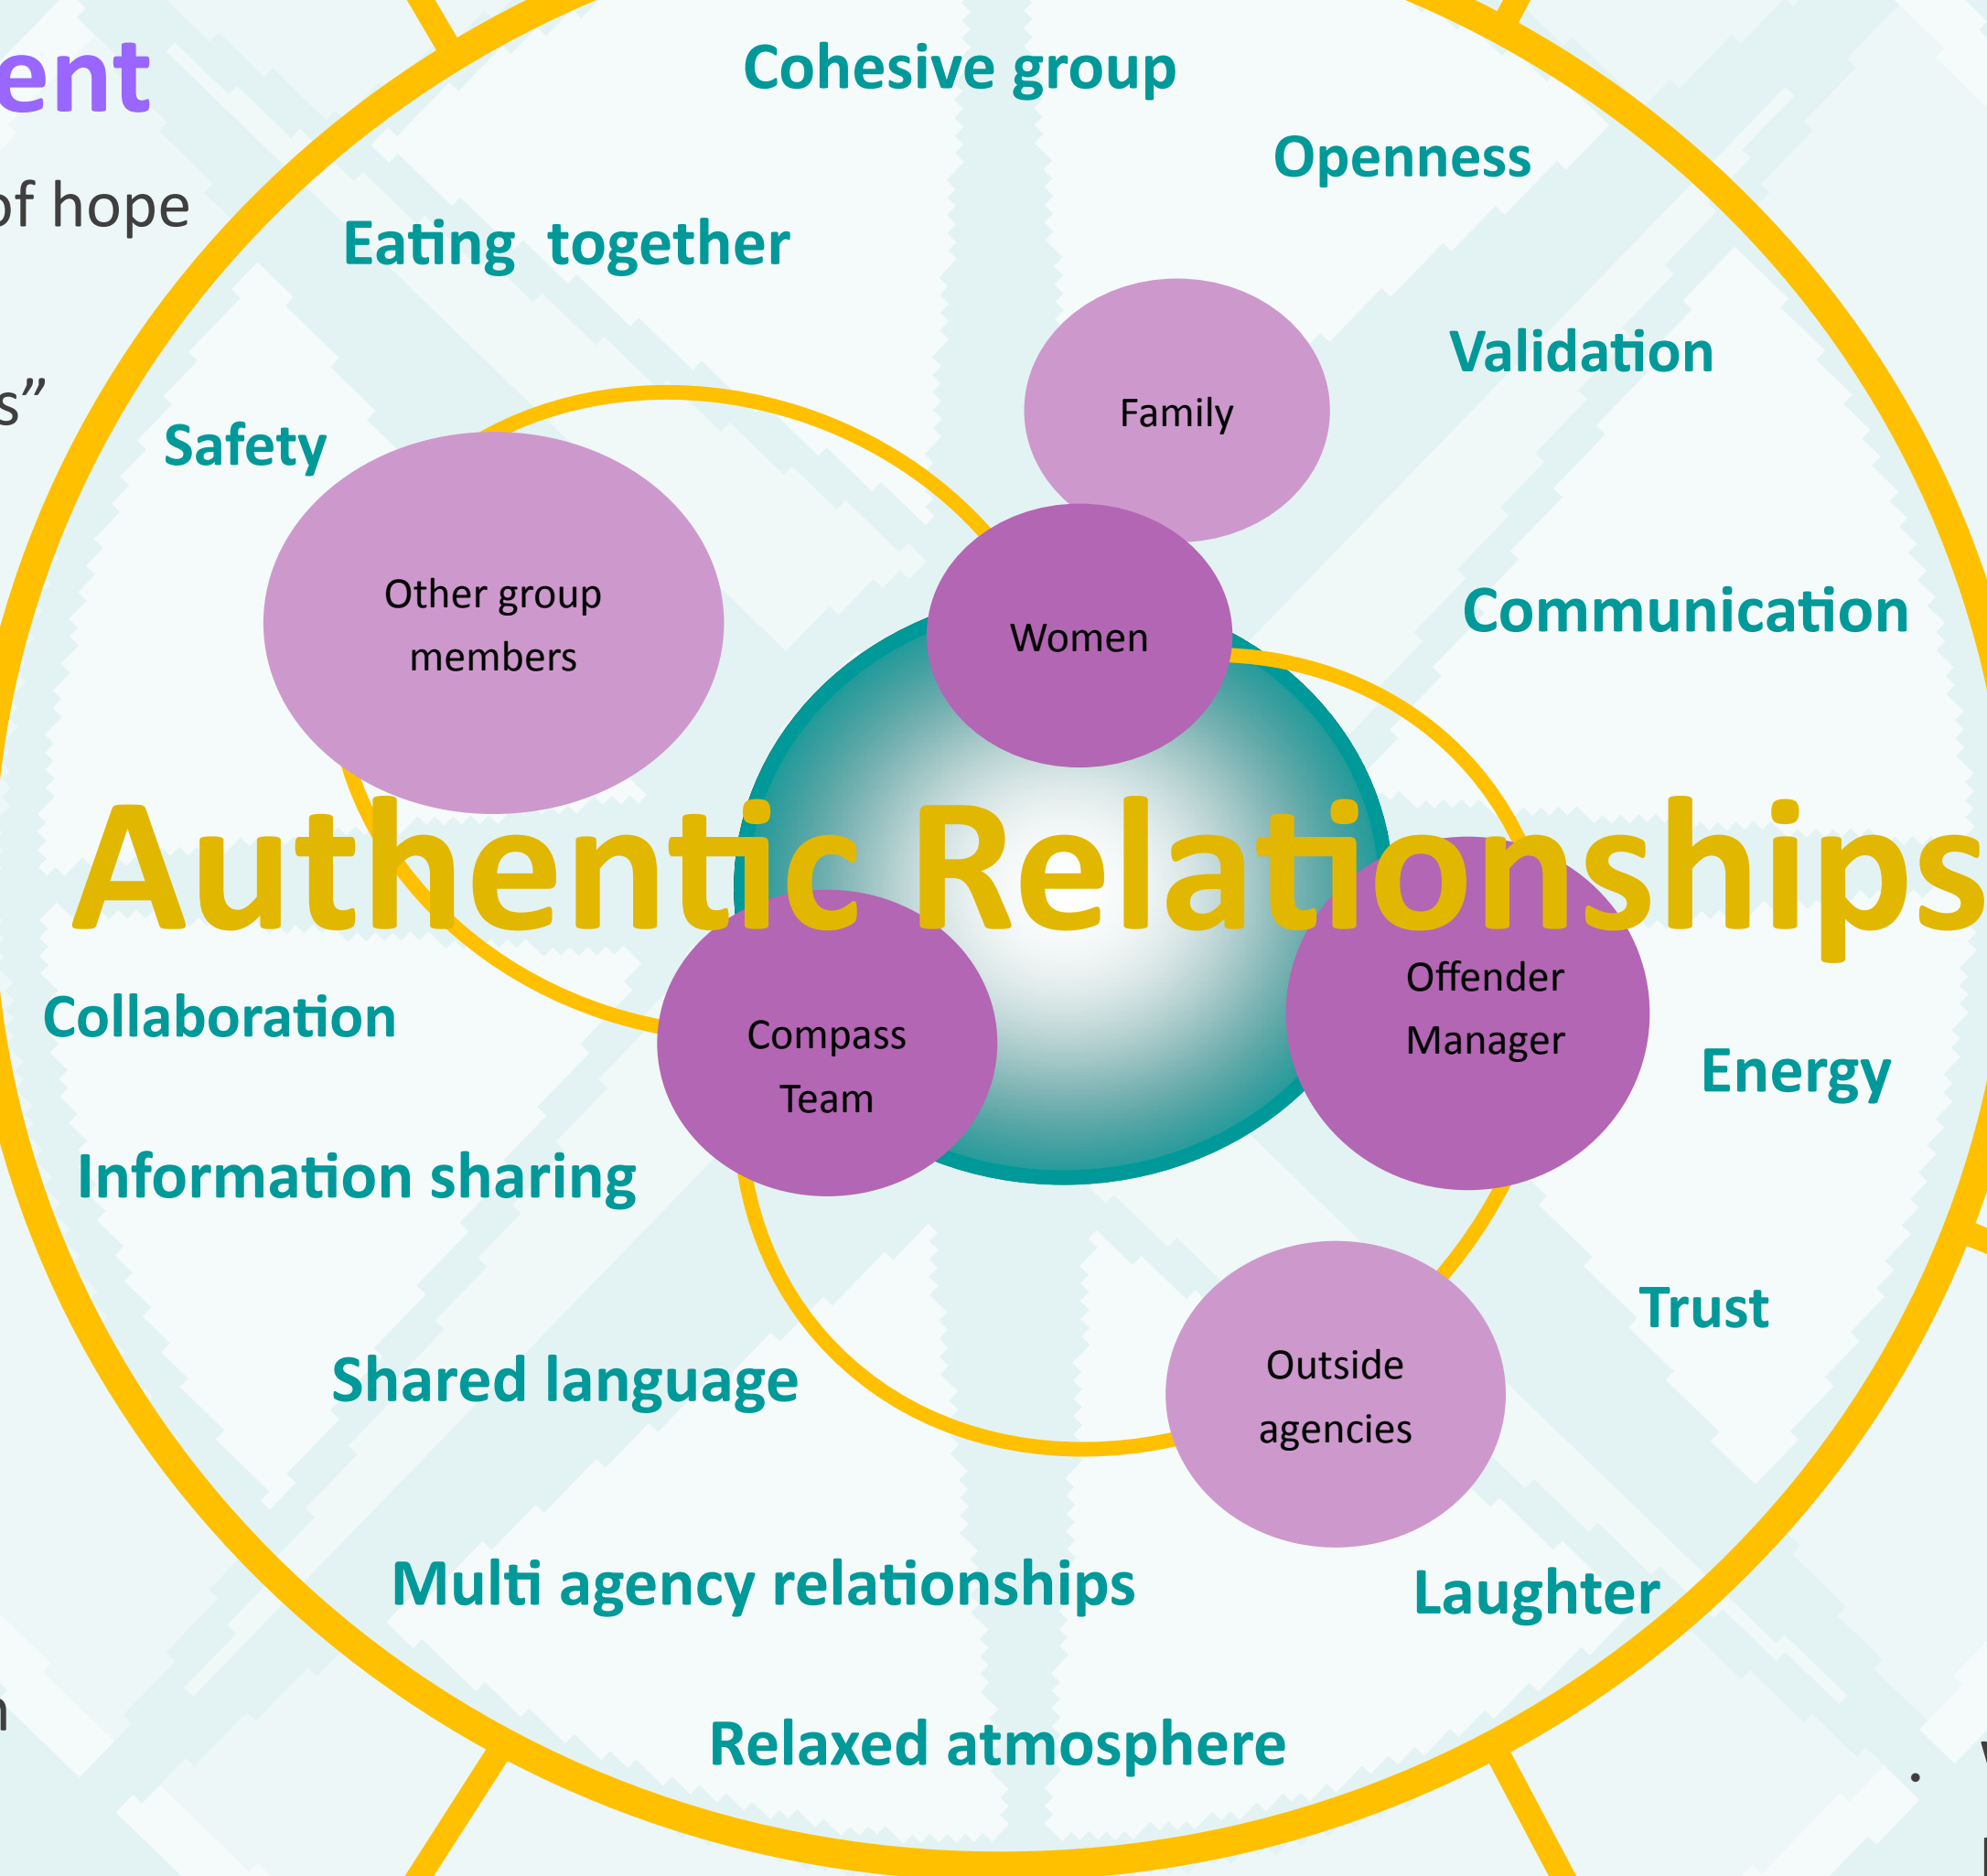 ent
of hope
s”
Cohesive group
Openness
Eating  together
Validation
Family
Safety
Other group
members
Women
Communication
Authentic Relationships
Collaboration
Compass
Team
Offender
Manager
Energy
Information sharing
Trust
Outside
agencies
Shared language
Multi agency relationships
Laughter
Relaxed atmosphere